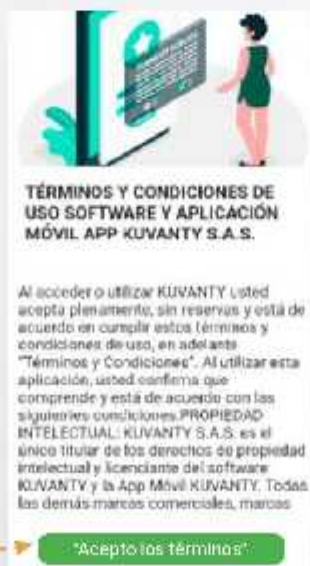 TÉRMINOS Y CONDICIONES DE
USO SOFTWARE Y APLICACIÓN
MÓVIL APP KUVANTY S.A.S.
Al acceder o utilizar KUVANTY usted
acepta plenamente, sin reservas y está de
acuerdo en cumplir estos términos y
condiciones de uso, en adelante
"Términos y Condiciones". Al utilizar esta
aplicación, usted confirma que
comprende y está de acuerdo con las
siguientes condiciones.PROPIEDAD
INTELECTUAL: KUVANTY S.A.S. es el
único titular de los derechos de propiedad
intelectual y licenciante del software
KUVANTY y la App Móvil KUVANTY. Todas
las demás marcas comerciales, marcas
"Acepto los términos"